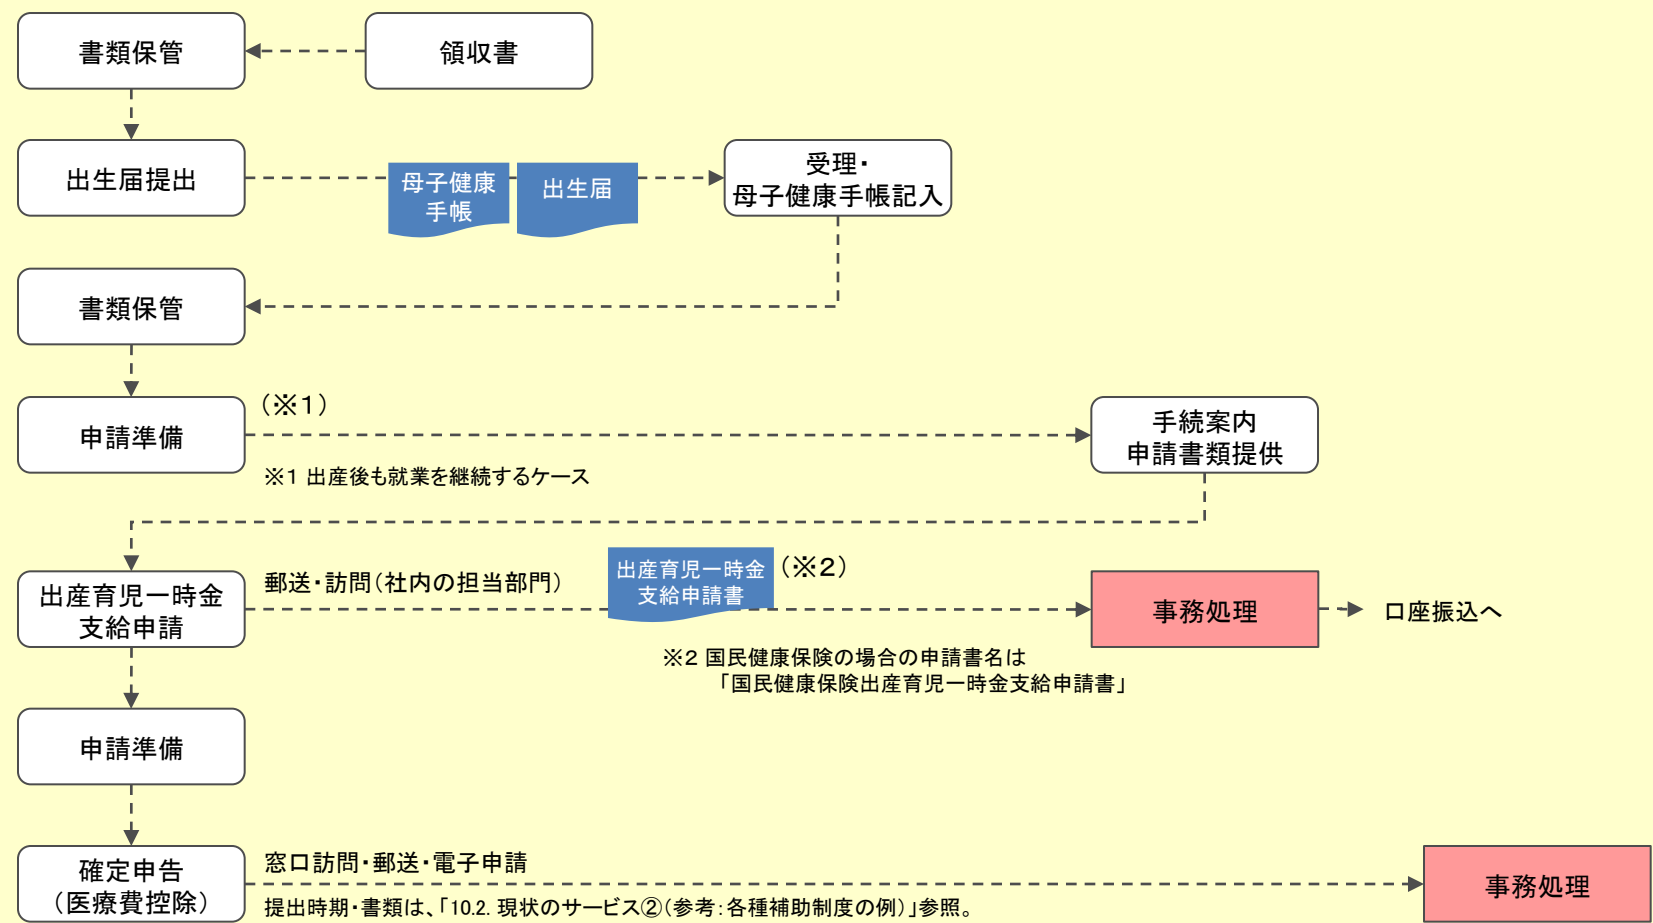 書類保管
領収書
出生届提出
母子健康
手帳
出生届
受理・
母子健康手帳記入
書類保管
申請準備
（※1）
手続案内
申請書類提供
※1 出産後も就業を継続するケース
出産育児一時金
支給申請
郵送・訪問（社内の担当部門）
出産育児一時金
支給申請書
（※2）
事務処理
口座振込へ
※2 国民健康保険の場合の申請書名は
「国民健康保険出産育児一時金支給申請書」
申請準備
確定申告
（医療費控除）
窓口訪問・郵送・電子申請
事務処理
提出時期・書類は、「10.2. 現状のサービス②（参考：各種補助制度の例）」参照。